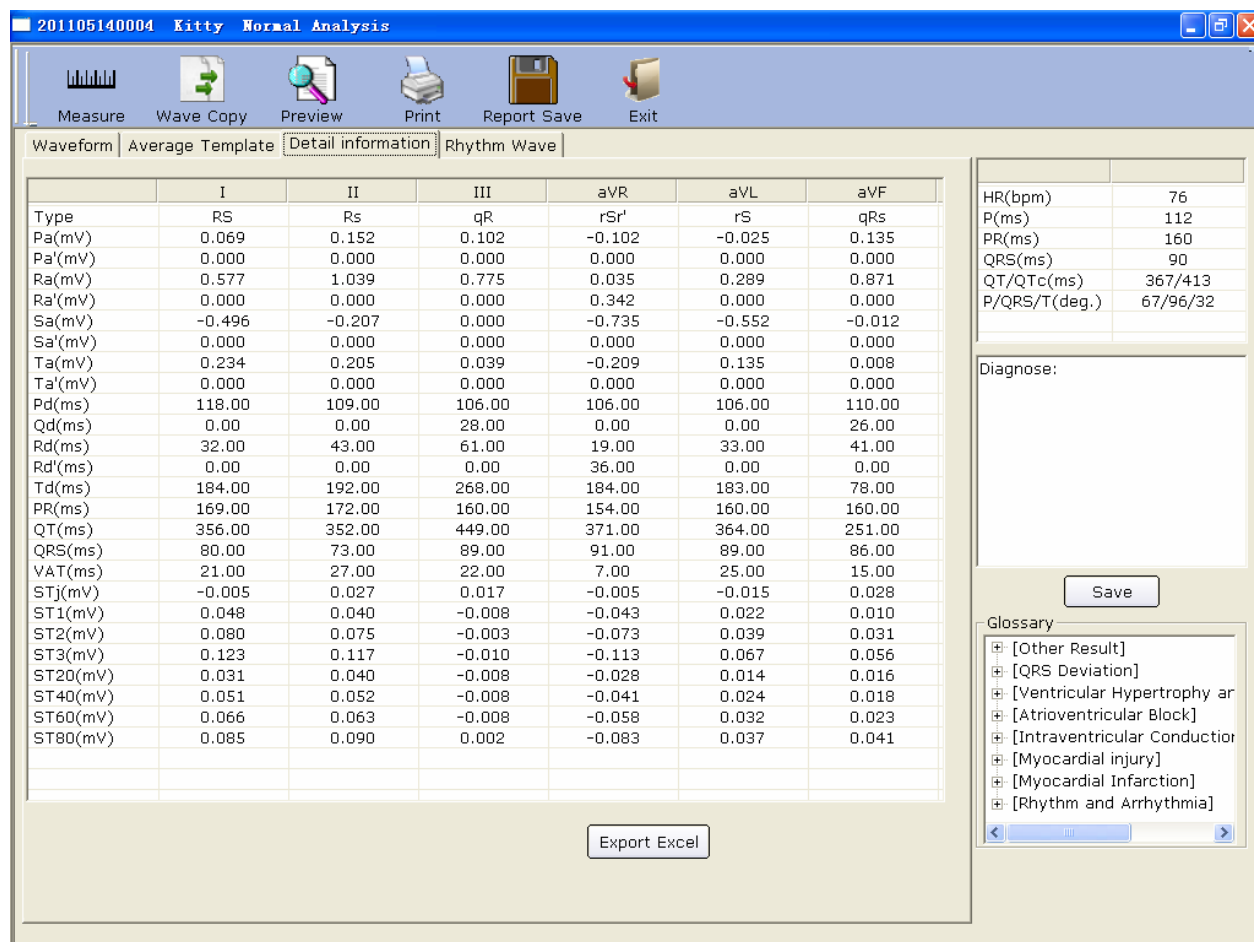 201105140004 Kitty Normal Analysis
Measure Wave Copy Preview Print Report Save Exit
Waveform Average Template Detail information Rhythm Wave
I II III aVR aVL aVF
Type RS Rs qR rSr' rS qRs
Pa(mV) 0.069 0.152 0.102 -0.102 -0.025 0.135
Pa'(mV) 0.000 0.000 0.000 0.000 0.000 0.000
Ra(mV) 0.577 1.039 0.775 0.035 0.289 0.871
Ra'(mV) 0.000 0.000 0.000 0.342 0.000 0.000
Sa(mV) -0.496 -0.207 0.000 -0.735 -0.552 -0.012
Sa'(mV) 0.000 0.000 0.000 0.000 0.000 0.000
Ta(mV) 0.234 0.205 0.039 -0.209 0.135 0.008
Ta'(mV) 0.000 0.000 0.000 0.000 0.000 0.000
Pd(ms) 118.00 109.00 106.00 106.00 106.00 110.00
Qd(ms) 0.00 0.00 28.00 0.00 0.00 26.00
Rd(ms) 32.00 43.00 61.00 19.00 33.00 41.00
Rd'(ms) 0.00 0.00 0.00 36.00 0.00 0.00
Td(ms) 184.00 192.00 268.00 184.00 183.00 78.00
PR(ms) 169.00 172.00 160.00 154.00 160.00 160.00
QT(ms) 356.00 352.00 449.00 371.00 364.00 251.00
QRS(ms) 80.00 73.00 89.00 91.00 89.00 86.00
VAT(ms) 21.00 27.00 22.00 7.00 25.00 15.00
STj(mV) -0.005 0.027 0.017 -0.005 -0.015 0.028
ST1(mV) 0.048 0.040 -0.008 -0.043 0.022 0.010
ST2(mV) 0.080 0.075 -0.003 -0.073 0.039 0.031
ST3(mV) 0.123 0.117 -0.010 -0.113 0.067 0.056
ST20(mV) 0.031 0.040 -0.008 -0.028 0.014 0.016
ST40(mV) 0.051 0.052 -0.008 -0.041 0.024 0.018
ST60(mV) 0.066 0.063 -0.008 -0.058 0.032 0.023
ST80(mV) 0.085 0.090 0.002 -0.083 0.037 0.041
Export Excel
HR(bpm) 76
P(ms) 112
PR(ms) 160
QRS(ms) 90
QT/QTc(ms) 367/413
P/QRS/T(deg.) 67/96/32
Diagnose:
Save
Glossary
[Other Result]
[QRS Deviation]
[Ventricular Hypertrophy ar
[Atrioventricular Block]
[Intraventricular Conduction
[Myocardial injury]
[Myocardial Infarction]
[Rhythm and Arrhythmia]